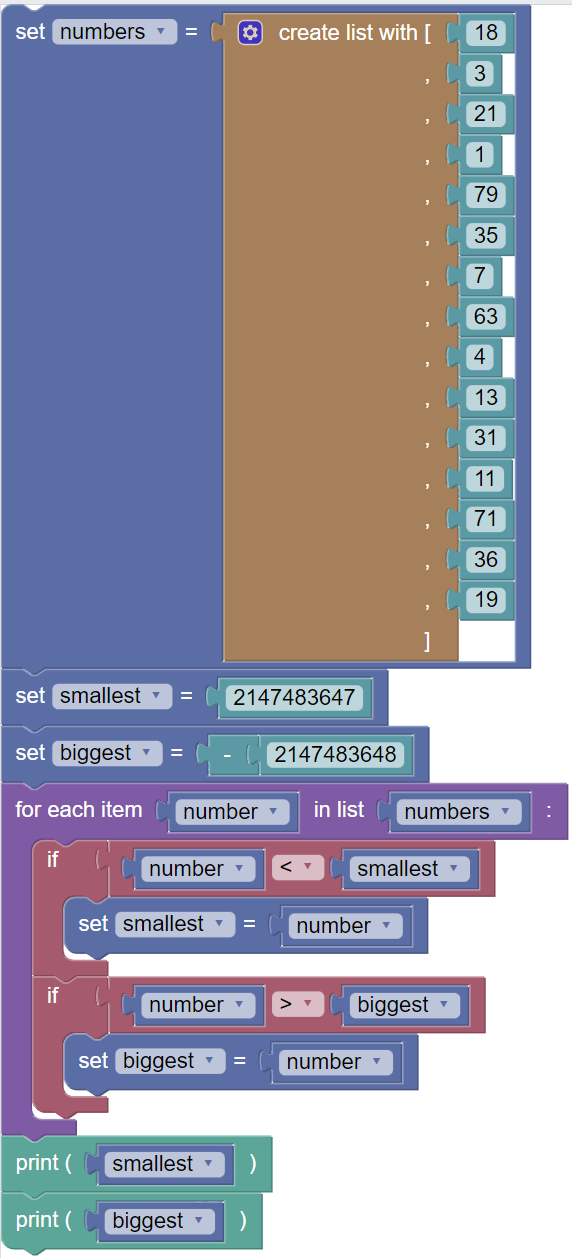 set numbers = create list with [ 18
, 3
, 21
, 1
, 79
, 35
, 7
, 63
, 4
, 13
, 31
, 11
, 71
, 36
, 19
]
set smallest = 2147483647
set biggest = - 2147483648
for each item number in list numbers :
if number < smallest
set smallest = number
if number > biggest
set biggest = number
print ( smallest )
print ( biggest )